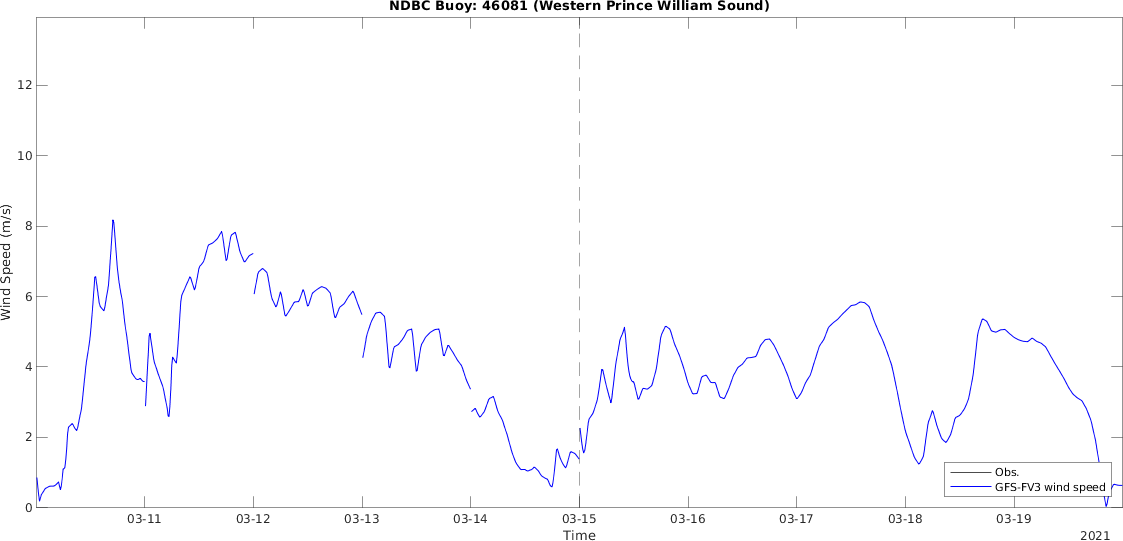 NDBC Buoy: 46081 (Western Prince William Sound)
12
10
8
6
4
2
0
Wind Speed (m/s)
03-11 03-12 03-13 03-14 03-15 03-16 03-17 03-18 03-19
Time
2021
Obs.
GFS-FV3 wind speed